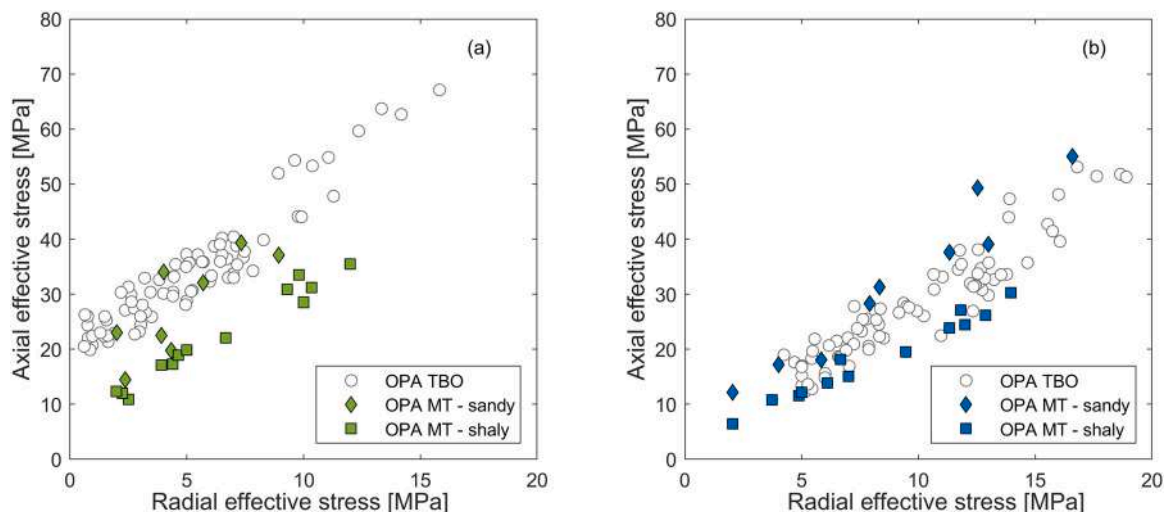 (a)
Axial effective stress [MPa]
80
70
60
50
40
30
20
10
0
OPA TBO
OPA MT - sandy
OPA MT - shaly
0 5 10 15 20
Radial effective stress [MPa]
(b)
Axial effective stress [MPa]
80
70
60
50
40
30
20
10
0
OPA TBO
OPA MT - sandy
OPA MT - shaly
0 5 10 15 20
Radial effective stress [MPa]